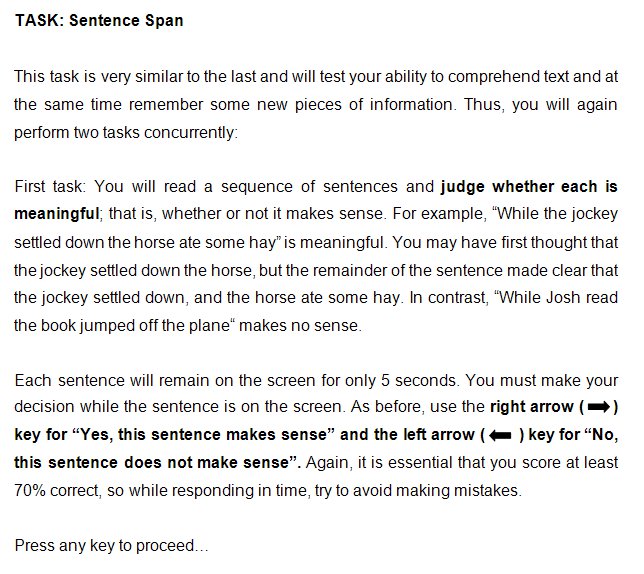 TASK: Sentence Span
This task is very similar to the last and will test your ability to comprehend text and at
the same time remember some new pieces of information. Thus, you will again
perform two tasks concurrently:
First task: You will read a sequence of sentences and judge whether each is
meaningful; that is, whether or not it makes sense. For example, “While the jockey
settled down the horse ate some hay” is meaningful. You may have first thought that
the jockey settled down the horse, but the remainder of the sentence made clear that
the jockey settled down, and the horse ate some hay. In contrast, “While Josh read
the book jumped off the plane“ makes no sense.
Each sentence will remain on the screen for only 5 seconds. You must make your
decision while the sentence is on the screen. As before, use the right arrow (➡)
key for “Yes, this sentence makes sense” and the left arrow (⬅ ) key for “No,
this sentence does not make sense”. Again, it is essential that you score at least
70% correct, so while responding in time, try to avoid making mistakes.
Press any key to proceed…